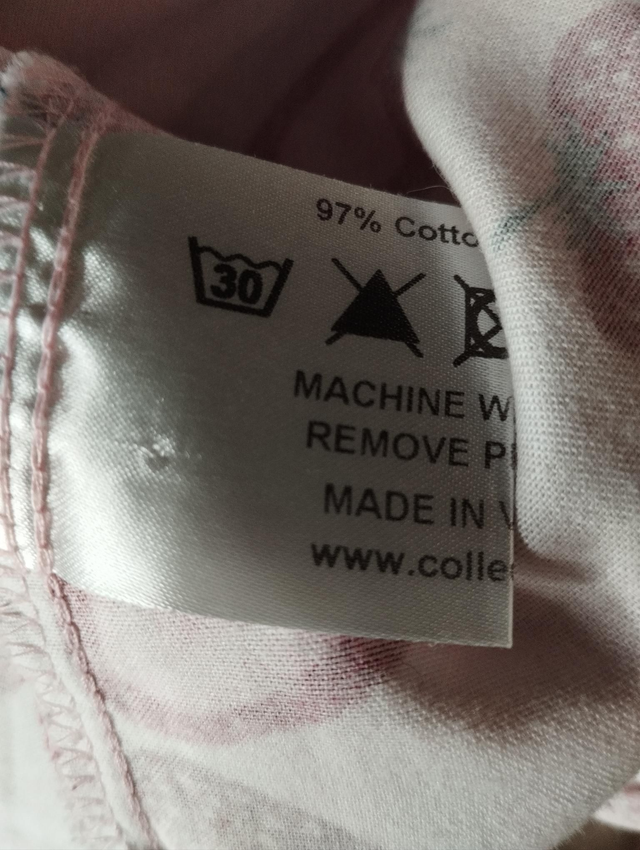 97% Cotto
30
MACHINE W
REMOVE P
MADE IN V
www.colle